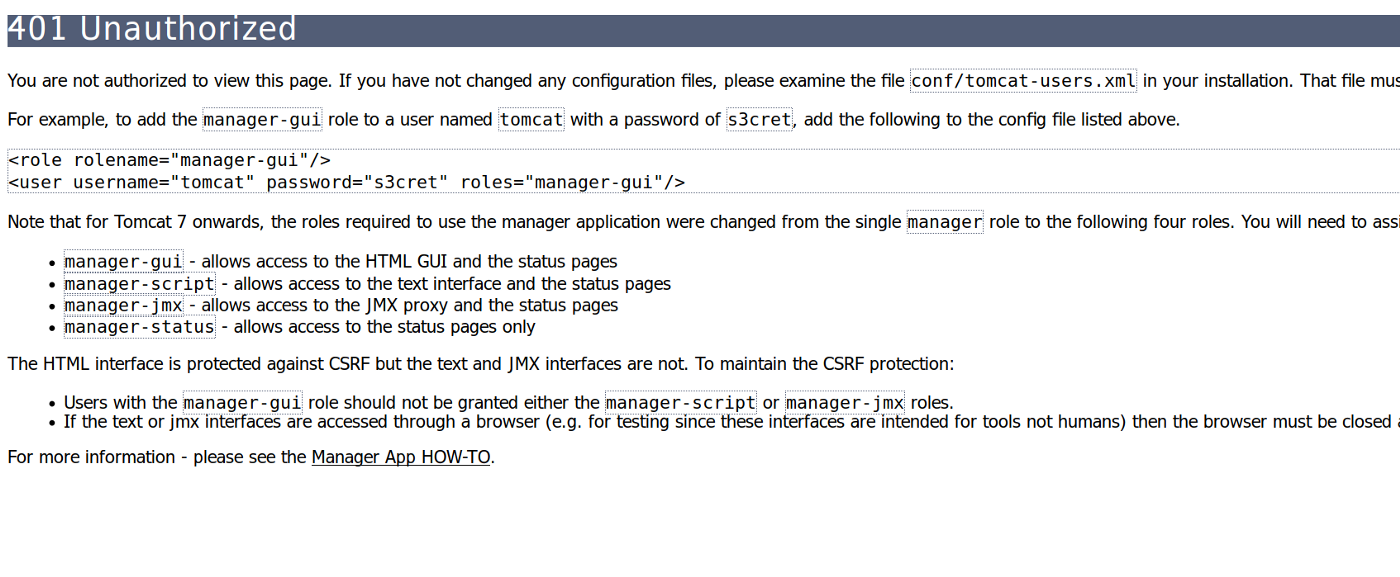 401 Unauthorized
You are not authorized to view this page. If you have not changed any configuration files, please examine the file conf/tomcat-users.xml in your installation. That file
For example, to add the manager-gui role to a user named tomcat with a password of s3cret, add the following to the config file listed above.
<role rolename="manager-gui"/>
<user username="tomcat" password="s3cret" roles="manager-gui"/>
Note that for Tomcat 7 onwards, the roles required to use the manager application were changed from the single manager role to the following four roles. You will need to
• manager-gui - allows access to the HTML GUI and the status pages
• manager-script - allows access to the text interface and the status pages
• manager-jmx - allows access to the JMX proxy and the status pages
• manager-status - allows access to the status pages only
The HTML interface is protected against CSRF but the text and JMX interfaces are not. To maintain the CSRF protection:
• Users with the manager-gui role should not be granted either the manager-script or manager-jmx roles.
• If the text or jmx interfaces are accessed through a browser (e.g. for testing since these interfaces are intended for tools not humans) then the browser must be closed
For more information - please see the Manager App HOW-TO.